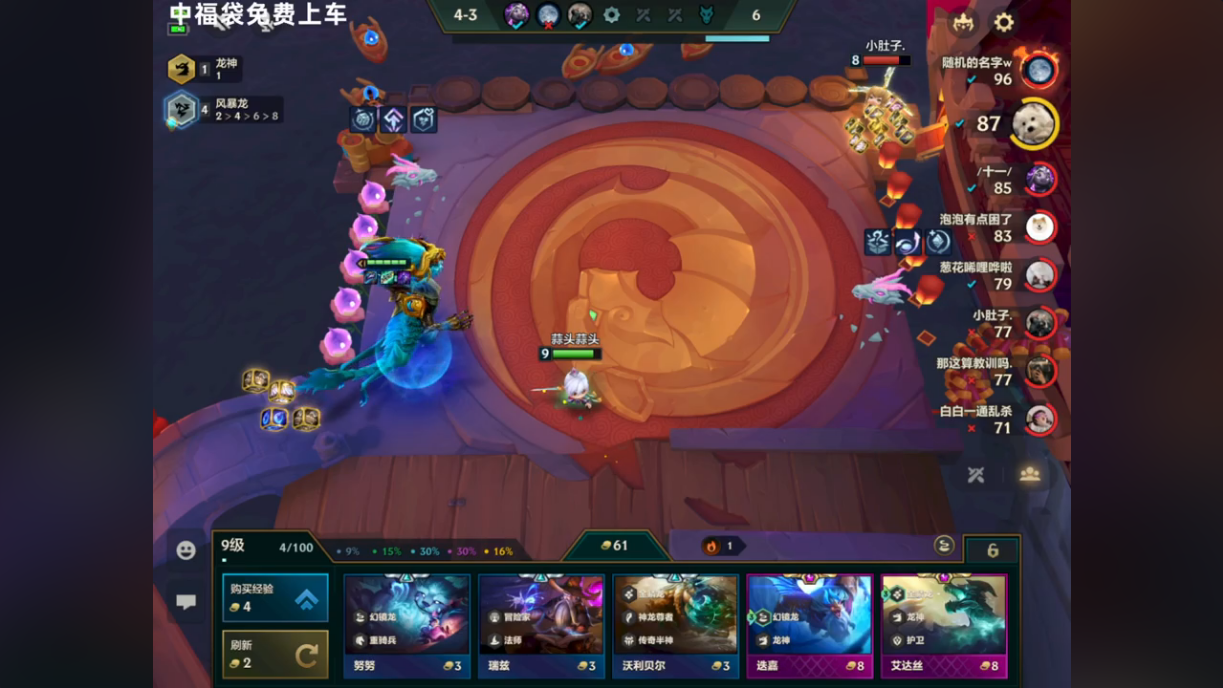 中福袋免费上车
4-3
6
小肚子.
8
1 龙神
1
4 风暴龙
2 > 4 > 6 > 8
随机的名字w
96
87
/十一/
85
泡泡有点困了
83
葱花唏哩哗啦
79
小肚子.
77
那这算教训吗.
77
白白一通乱杀
71
蒜头蒜头
9
9级
4/100
9%
15%
30%
30%
16%
61
1
6
购买经验
4
刷新
2
幻镜龙
重骑兵
努努
3
冒险家
法师
瑞兹
3
神龙尊者
传奇半神
沃利贝尔
3
幻镜龙
龙神
迭嘉
8
龙神
护卫
艾达丝
8